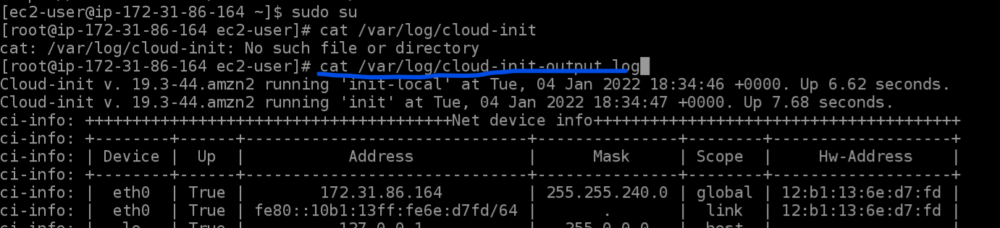 [ec2-user@ip-172-31-86-164 ~]$ sudo su
[root@ip-172-31-86-164 ec2-user]# cat /var/log/cloud-init
cat: /var/log/cloud-init: No such file or directory
[root@ip-172-31-86-164 ec2-user]# cat /var/log/cloud-init-output.log
Cloud-init v. 19.3-44.amzn2 running 'init-local' at Tue, 04 Jan 2022 18:34:46 +0000. Up 6.62 seconds.
Cloud-init v. 19.3-44.amzn2 running 'init' at Tue, 04 Jan 2022 18:34:47 +0000. Up 7.68 seconds.
ci-info: +++++++++++++++++++++++++++++++++++++++Net device info+++++++++++++++++++++++++++++++++++++++
ci-info: +--------+------+------------------------------+---------------+--------+-------------------+
ci-info: | Device |  Up  |           Address            |      Mask     | Scope  |     Hw-Address    |
ci-info: +--------+------+------------------------------+---------------+--------+-------------------+
ci-info: |  eth0  | True |        172.31.86.164         | 255.255.240.0 | global | 12:b1:13:6e:d7:fd |
ci-info: |  eth0  | True | fe80::10b1:13ff:fe6e:d7fd/64 |       .       |  link  | 12:b1:13:6e:d7:fd |
ci-info: |   lo   | True |          127.0.0.1           |   255.0.0.0   |  host  |